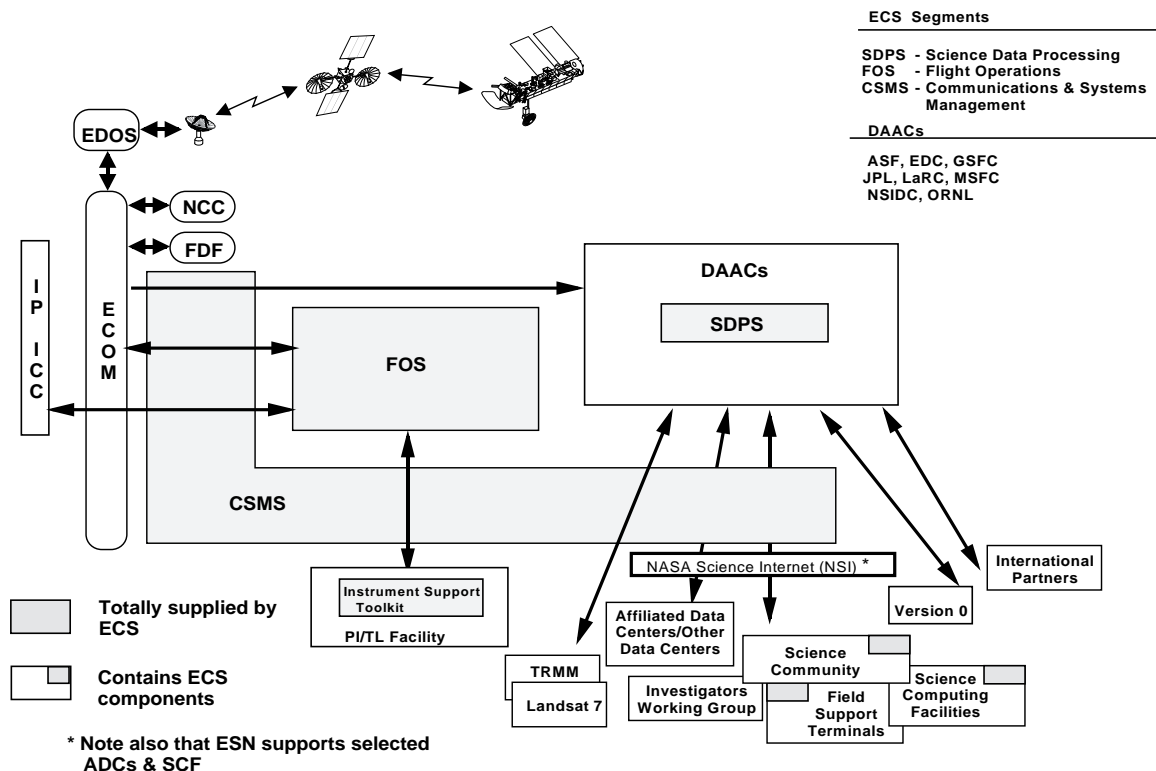 ECS Segments
SDPS - Science Data Processing
FOS - Flight Operations
CSMS - Communications & Systems
Management
DAACs
ASF, EDC, GSFC
JPL, LaRC, MSFC
NSIDC, ORNL
EDOS
NCC
FDF
IP ICC
ECOM
DAACs
SDPS
FOS
CSMS
NASA Science Internet (NSI) *
International
Partners
Version 0
Instrument Support
Toolkit
PI/TL Facility
Affiliated Data
Centers/Other
Data Centers
TRMM
Landsat 7
Investigators
Working Group
Science
Community
Field
Support
Terminals
Science
Computing
Facilities
Totally supplied by
ECS
Contains ECS
components
* Note also that ESN supports selected
ADCs & SCF